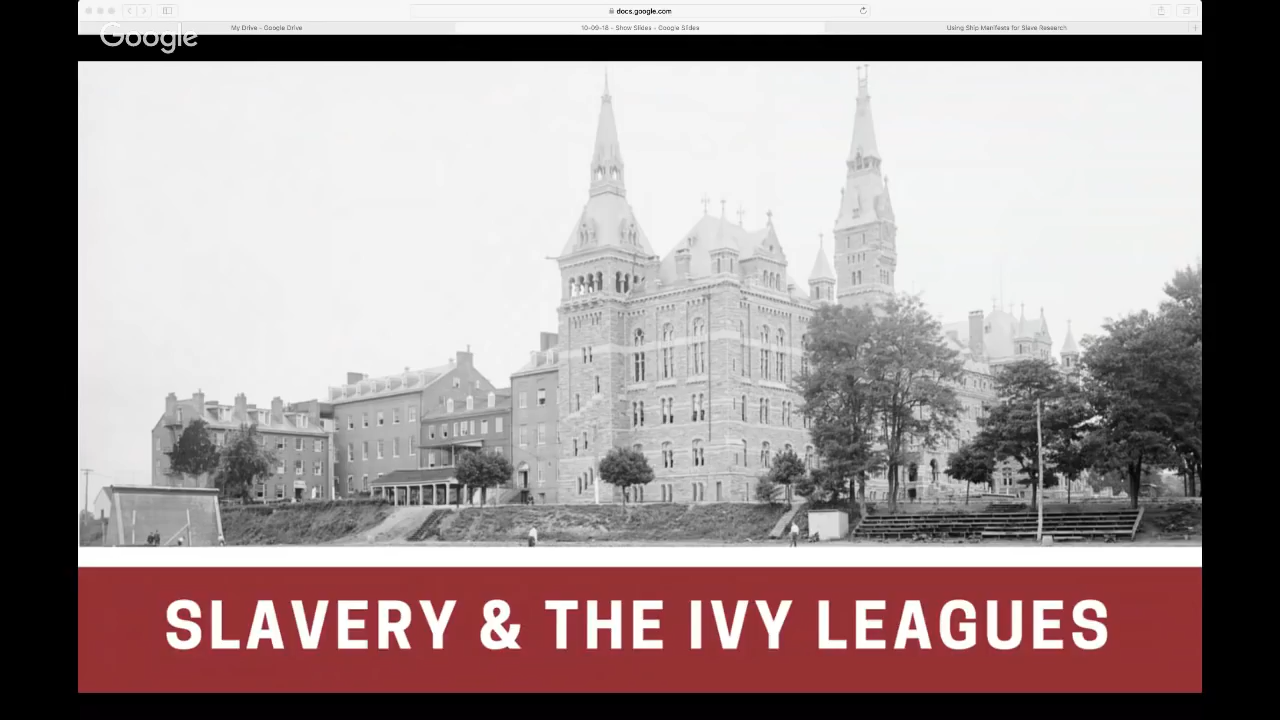 docs.google.com
My Drive - Google Drive
10-09-18 - Show Slides - Google Slides
Using Ship Manifests for Slave Research
Google
SLAVERY & THE IVY LEAGUES